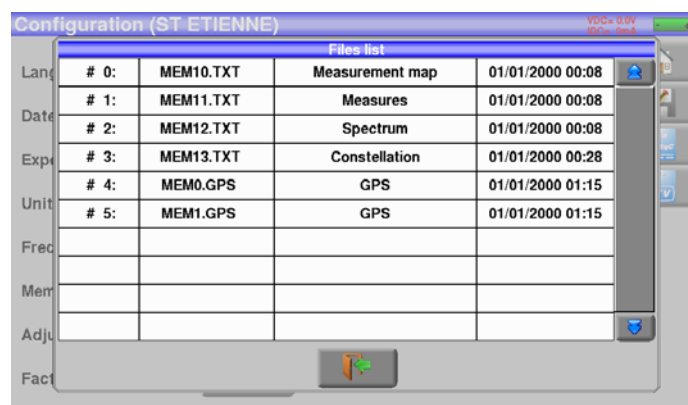 Configuration (ST ETIENNE)
VDC= 0.0V
IDC= 0mA
Files list
# 0: MEM10.TXT Measurement map 01/01/2000 00:08
# 1: MEM11.TXT Measures 01/01/2000 00:08
# 2: MEM12.TXT Spectrum 01/01/2000 00:08
# 3: MEM13.TXT Constellation 01/01/2000 00:28
# 4: MEM0.GPS GPS 01/01/2000 01:15
# 5: MEM1.GPS GPS 01/01/2000 01:15
Lang
Date
Expe
Unit
Freq
Mem
Adju
Fact